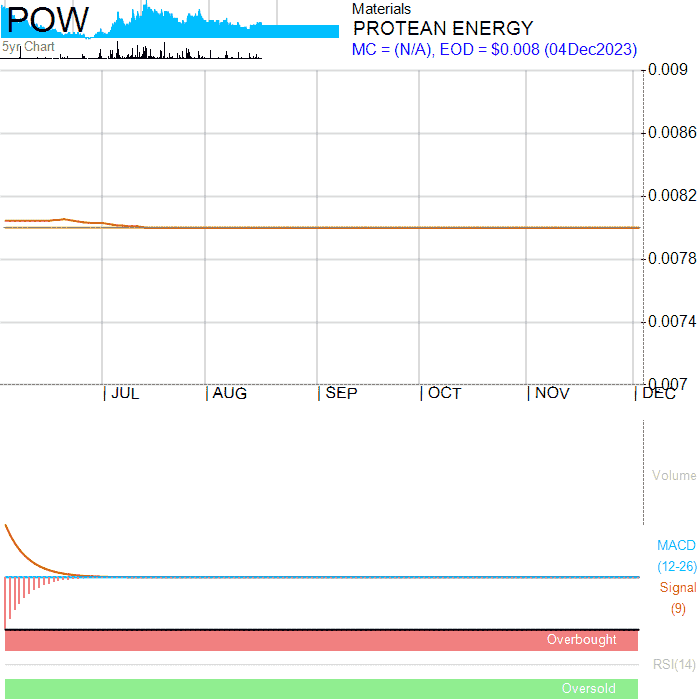 POW
5yr Chart
Materials
PROTEAN ENERGY
MC = (N/A), EOD = $0.008 (04Dec2023)
0.009
0.0086
0.0082
0.0078
0.0074
0.007
JUL AUG SEP OCT NOV DEC
Volume
MACD
(12-26)
Signal
(9)
Overbought
RSI(14)
Oversold